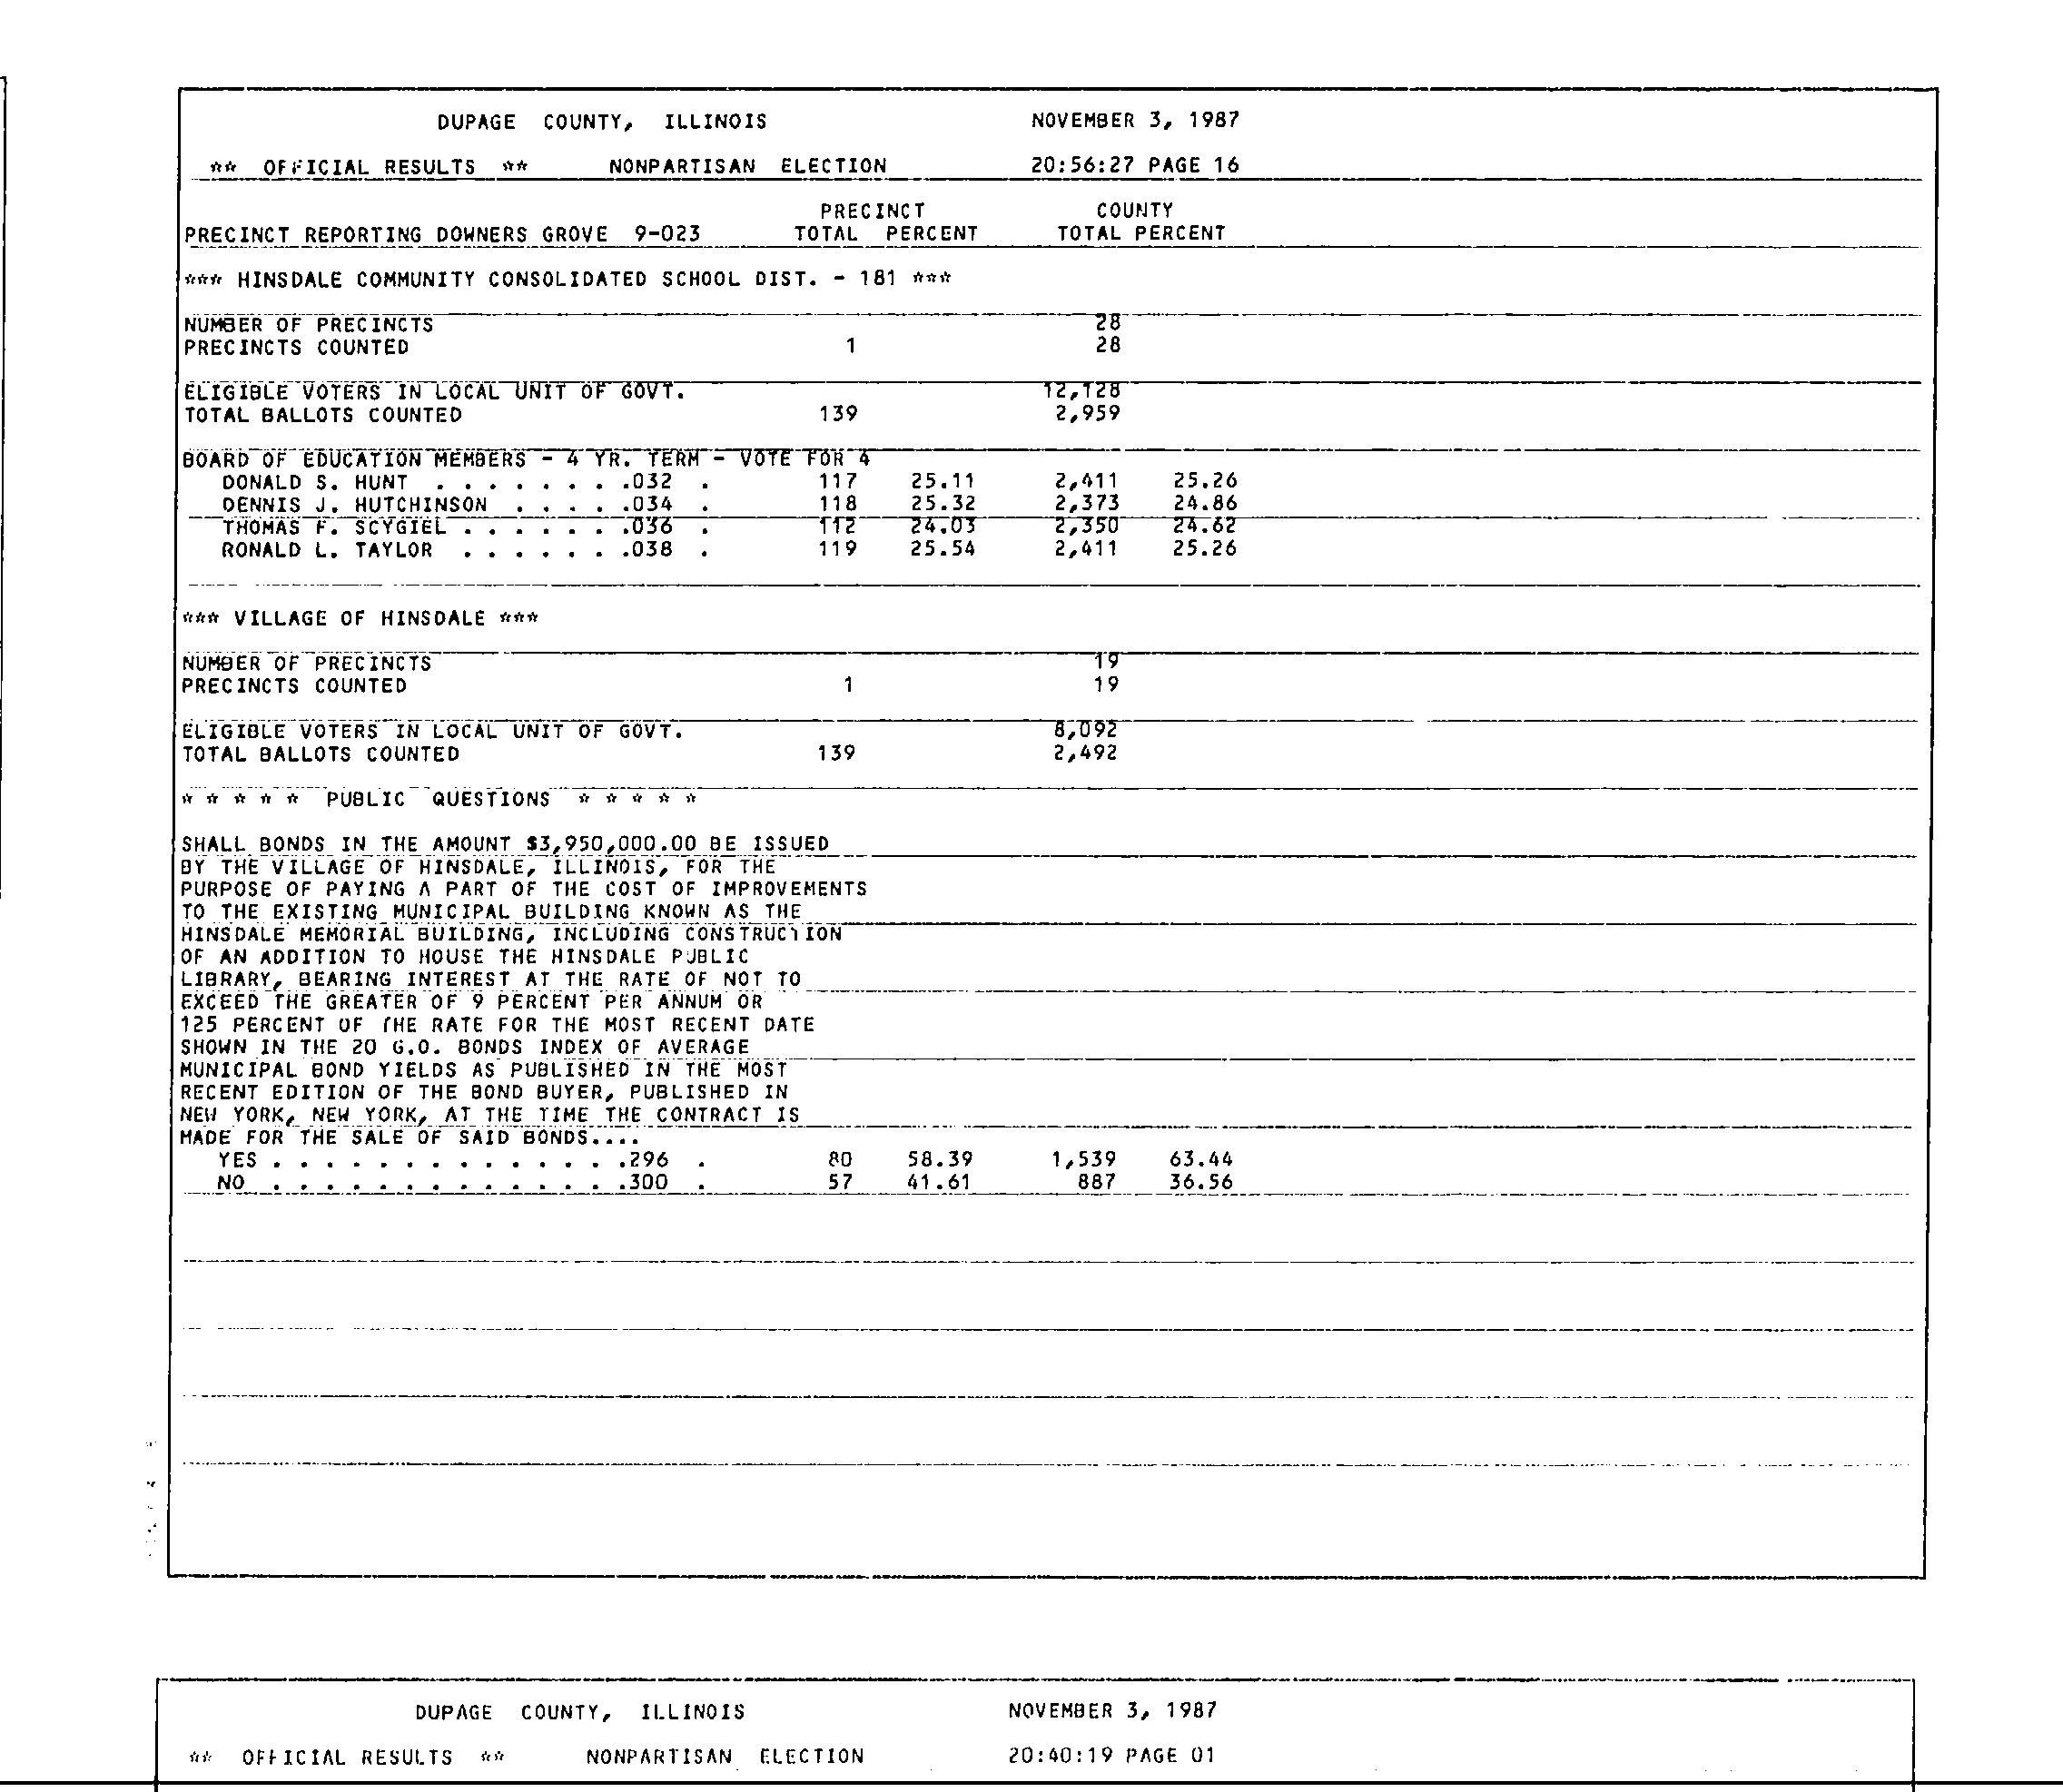 DUPAGE COUNTY, ILLINOIS NOVEMBER 3, 1987
** OFFICIAL RESULTS ** NONPARTISAN ELECTION 20:56:27 PAGE 16
PRECINCT COUNTY
PRECINCT REPORTING DOWNERS GROVE 9-023 TOTAL PERCENT TOTAL PERCENT
*** HINSDALE COMMUNITY CONSOLIDATED SCHOOL DIST. - 181 ***
NUMBER OF PRECINCTS 28
PRECINCTS COUNTED 1 28
ELIGIBLE VOTERS IN LOCAL UNIT OF GOVT. 12,128
TOTAL BALLOTS COUNTED 139 2,959
BOARD OF EDUCATION MEMBERS - 4 YR. TERM - VOTE FOR 4
DONALD S. HUNT . . . . . . . .032 . 117 25.11 2,411 25.26
DENNIS J. HUTCHINSON . . . . .034 . 118 25.32 2,373 24.86
THOMAS F. SCYGIEL . . . . . . .036 . 112 24.03 2,350 24.62
RONALD L. TAYLOR . . . . . . .038 . 119 25.54 2,411 25.26
*** VILLAGE OF HINSDALE ***
NUMBER OF PRECINCTS 19
PRECINCTS COUNTED 1 19
ELIGIBLE VOTERS IN LOCAL UNIT OF GOVT. 8,092
TOTAL BALLOTS COUNTED 139 2,492
* * * * * PUBLIC QUESTIONS * * * * *
SHALL BONDS IN THE AMOUNT $3,950,000.00 BE ISSUED
BY THE VILLAGE OF HINSDALE, ILLINOIS, FOR THE
PURPOSE OF PAYING A PART OF THE COST OF IMPROVEMENTS
TO THE EXISTING MUNICIPAL BUILDING KNOWN AS THE
HINSDALE MEMORIAL BUILDING, INCLUDING CONSTRUCTION
OF AN ADDITION TO HOUSE THE HINSDALE PUBLIC
LIBRARY, BEARING INTEREST AT THE RATE OF NOT TO
EXCEED THE GREATER OF 9 PERCENT PER ANNUM OR
125 PERCENT OF THE RATE FOR THE MOST RECENT DATE
SHOWN IN THE 20 G.O. BONDS INDEX OF AVERAGE
MUNICIPAL BOND YIELDS AS PUBLISHED IN THE MOST
RECENT EDITION OF THE BOND BUYER, PUBLISHED IN
NEW YORK, NEW YORK, AT THE TIME THE CONTRACT IS
MADE FOR THE SALE OF SAID BONDS....
YES . . . . . . . . . . . . . .296 . 80 58.39 1,539 63.44
NO . . . . . . . . . . . . . .300 . 57 41.61 887 36.56
DUPAGE COUNTY, ILLINOIS NOVEMBER 3, 1987
** OFFICIAL RESULTS ** NONPARTISAN ELECTION 20:40:19 PAGE 01